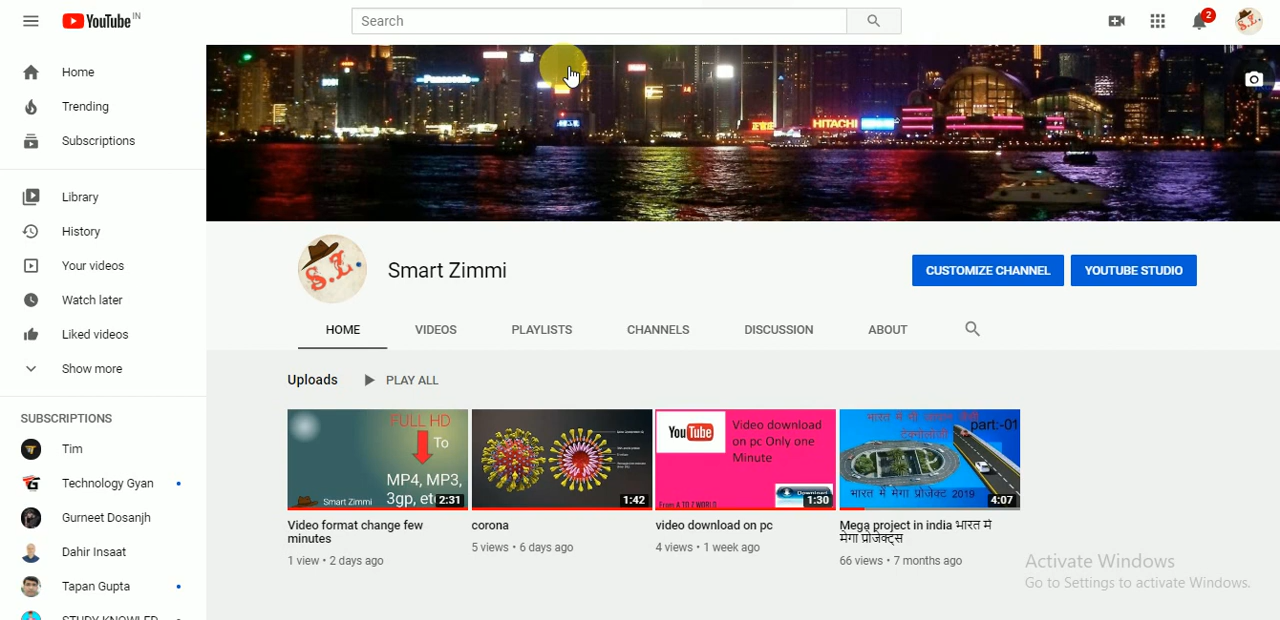 YouTube IN
Search
2
Home
Trending
Subscriptions
Library
History
Your videos
Watch later
Liked videos
Show more
SUBSCRIPTIONS
Tim
Technology Gyan
Gurneet Dosanjh
Dahir Insaat
Tapan Gupta
Panasonic
HITACHI
S.Z.
Smart Zimmi
CUSTOMIZE CHANNEL
YOUTUBE STUDIO
HOME
VIDEOS
PLAYLISTS
CHANNELS
DISCUSSION
ABOUT
Uploads
PLAY ALL
FULL HD
To
MP4, MP3,
3gp, etc
Smart Zimmi
2:31
Video format change few
minutes
1 view • 2 days ago
1:42
corona
5 views • 6 days ago
YouTube
Video download
on pc Only one
Minute
Download
From A TO Z WORLD
1:30
video download on pc
4 views • 1 week ago
part:-01
भारत में मेगा प्रोजेक्ट 2019
4:07
Mega project in india भारत में
मेगा प्रोजेक्ट्स
66 views • 7 months ago
Activate Windows
Go to Settings to activate Windows.